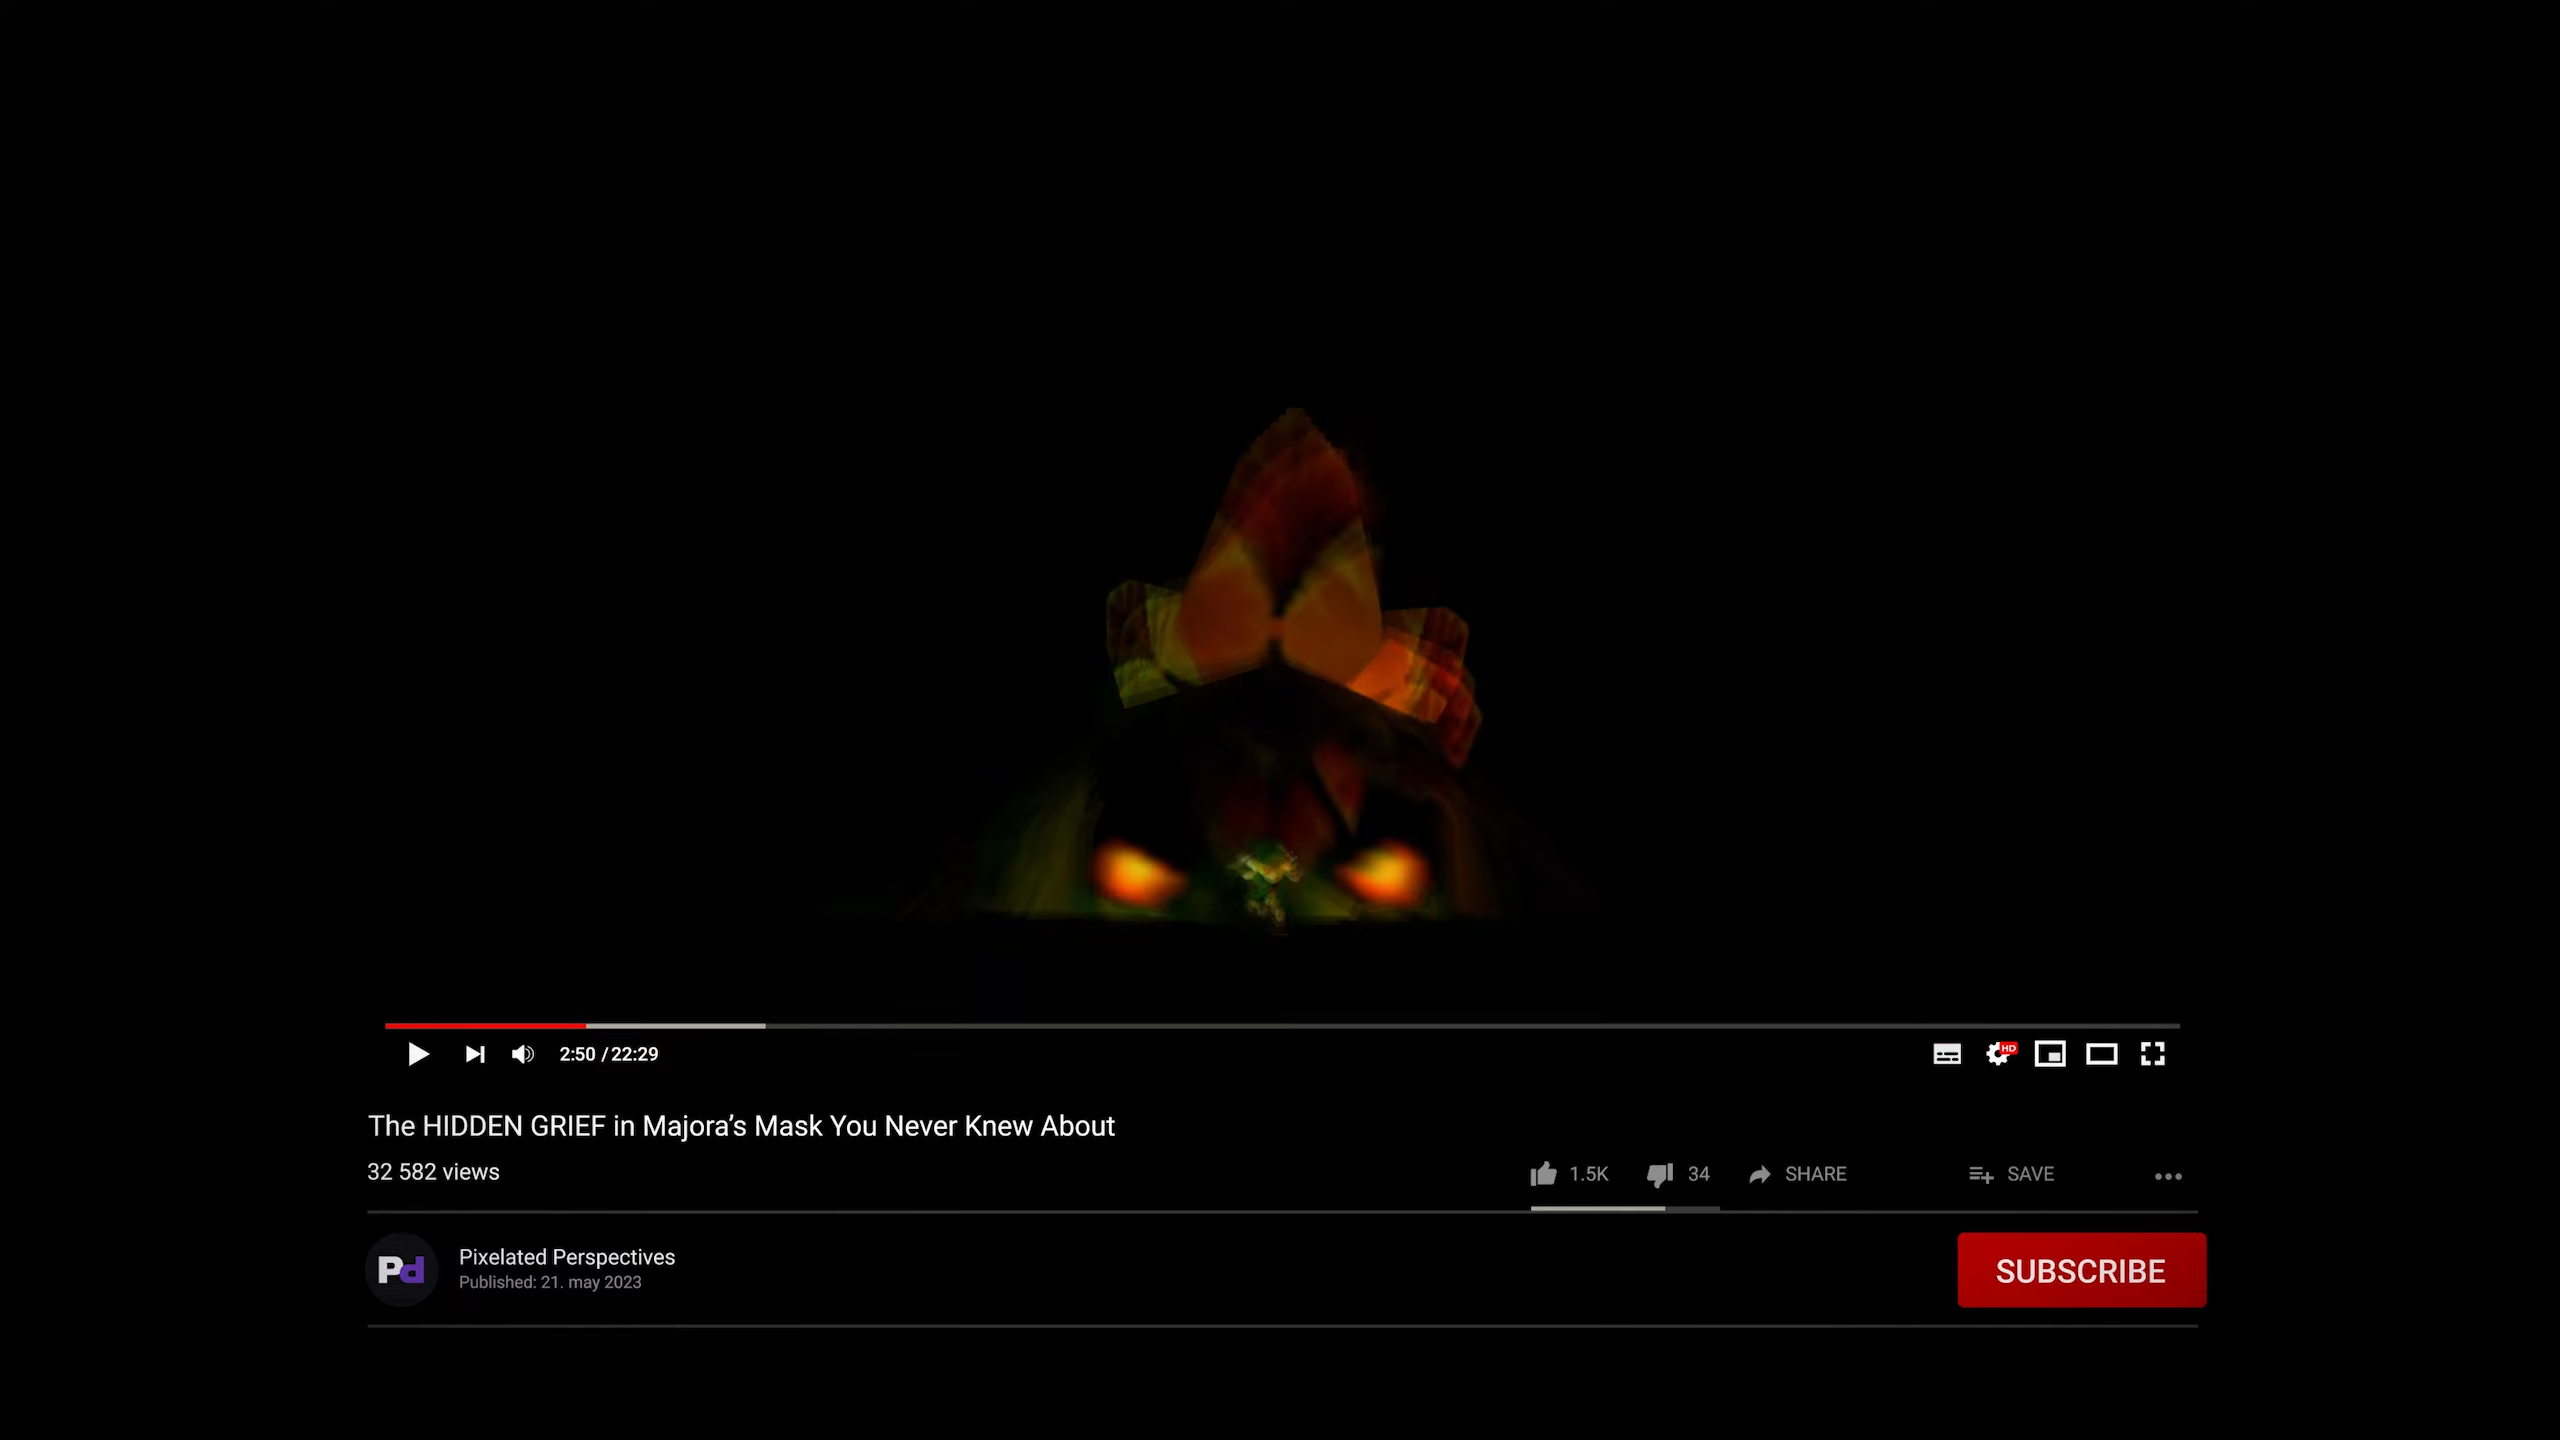 2:50 / 22:29
HD
The HIDDEN GRIEF in Majora's Mask You Never Knew About
32 582 views
1.5K
34
SHARE
SAVE
Pd
Pixelated Perspectives
Published: 21. may 2023
SUBSCRIBE